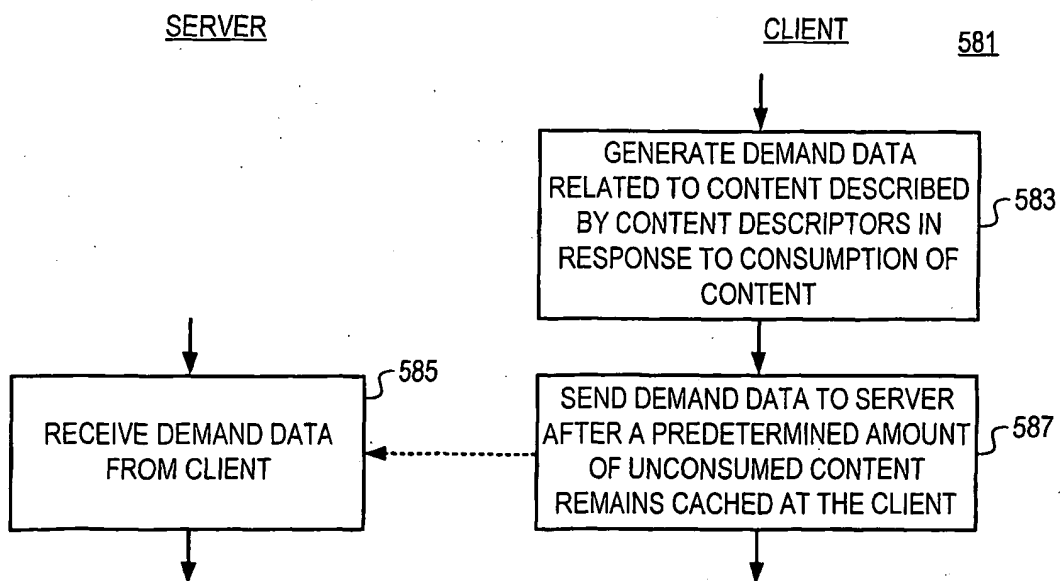 SERVER
CLIENT
581
GENERATE DEMAND DATA
RELATED TO CONTENT DESCRIBED
BY CONTENT DESCRIPTORS IN
RESPONSE TO CONSUMPTION OF
CONTENT
583
585
RECEIVE DEMAND DATA
FROM CLIENT
SEND DEMAND DATA TO SERVER
AFTER A PREDETERMINED AMOUNT
OF UNCONSUMED CONTENT
REMAINS CACHED AT THE CLIENT
587